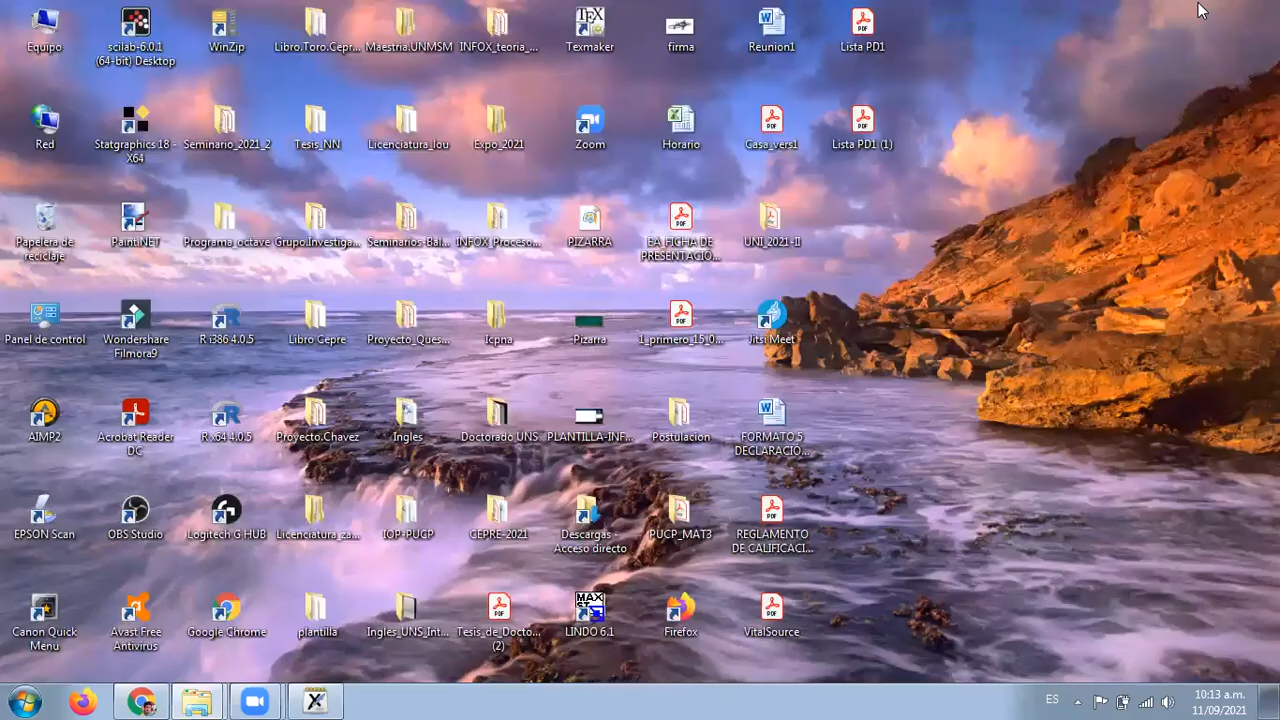 Equipo
scilab-6.0.1
(64-bit) Desktop
WinZip
Libro.Toro.Cepr...
Maestria.UNMSM
INFOX_teoria_...
Texmaker
firma
Reunion1
Lista PD1
Red
Statgraphics 18 -
X64
Seminario_2021_2
Tesis_NN
Licenciatura_lou
Expo_2021
Zoom
Horario
Casa_vers1
Lista PD1 (1)
Papelera de
reciclaje
Paint.NET
Programa_octave
Grupo.Investiga...
Seminarios-Bai...
INFOX_Proceso...
PIZARRA
BA FICHA DE
PRESENTACIO...
UNI_2021-II
Panel de control
Wondershare
Filmora9
R i386 4.0.5
Libro Cepre
Proyecto_Ques...
Icpna
Pizarra
1_primero_15_0...
Jitsi Meet
AIMP2
Acrobat Reader
DC
R x64 4.0.5
Proyecto.Chavez
Ingles
Doctorado UNS
PLANTILLA-INF...
Postulacion
FORMATO 5
DECLARACIO...
EPSON Scan
OBS Studio
Logitech G HUB
Licenciatura_za...
IOP-PUCP
CEPRE-2021
Descargas -
Acceso directo
PUCP_MAT3
REGLAMENTO
DE CALIFICACI...
Canon Quick
Menu
Avast Free
Antivirus
Google Chrome
plantilla
Ingles_UNS_Int...
Tesis_de_Docto...
(2)
LINDO 6.1
Firefox
VitalSource
ES
10:13 a.m.
11/09/2021